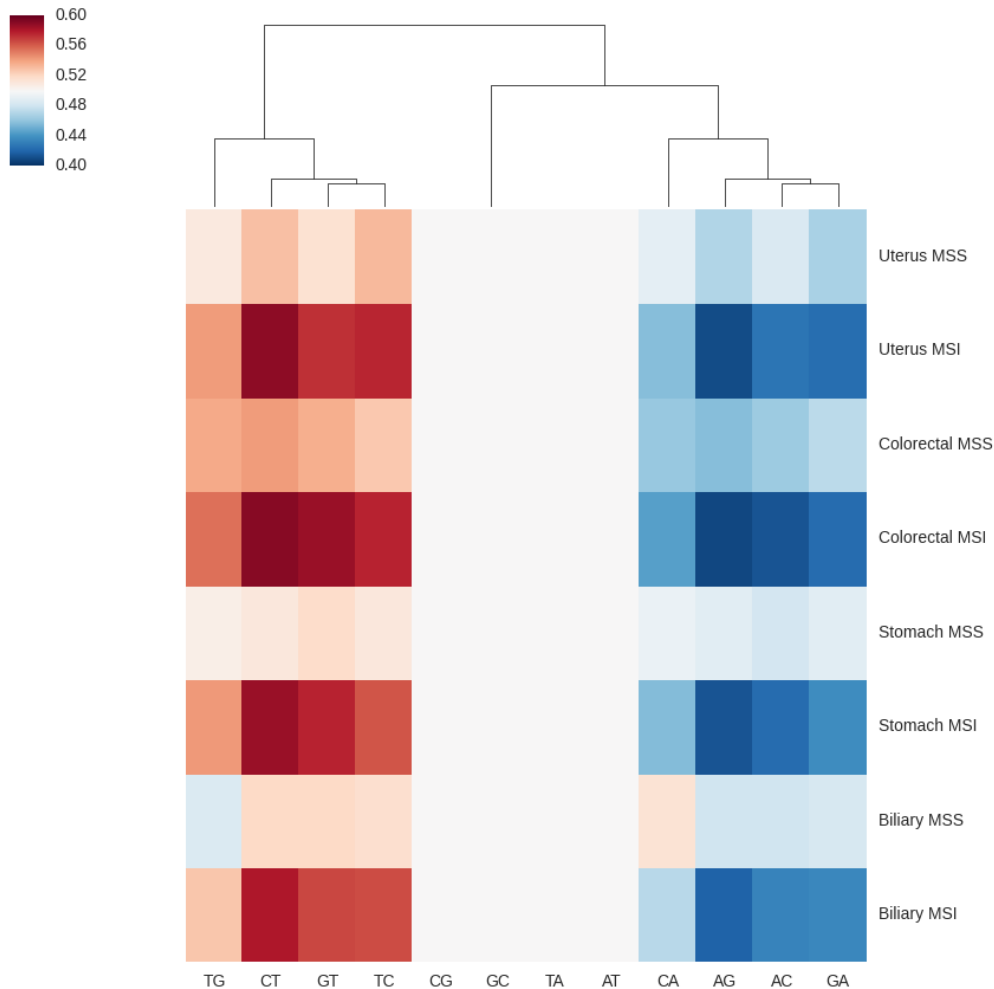 0.60
0.56
0.52
0.48
0.44
0.40
Uterus MSS
Uterus MSI
Colorectal MSS
Colorectal MSI
Stomach MSS
Stomach MSI
Biliary MSS
Biliary MSI
TG CT GT TC CG GC TA AT CA AG AC GA